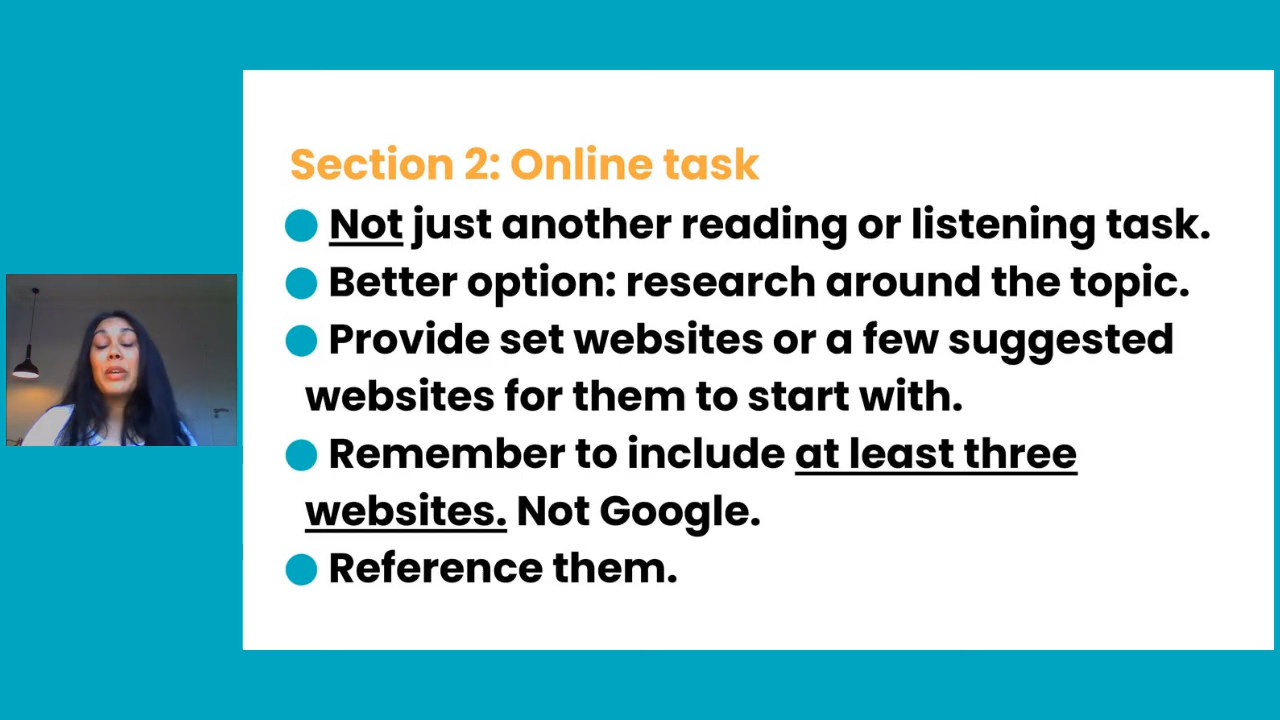 Section 2: Online task
● Not just another reading or listening task.
● Better option: research around the topic.
● Provide set websites or a few suggested
websites for them to start with.
● Remember to include at least three
websites. Not Google.
● Reference them.